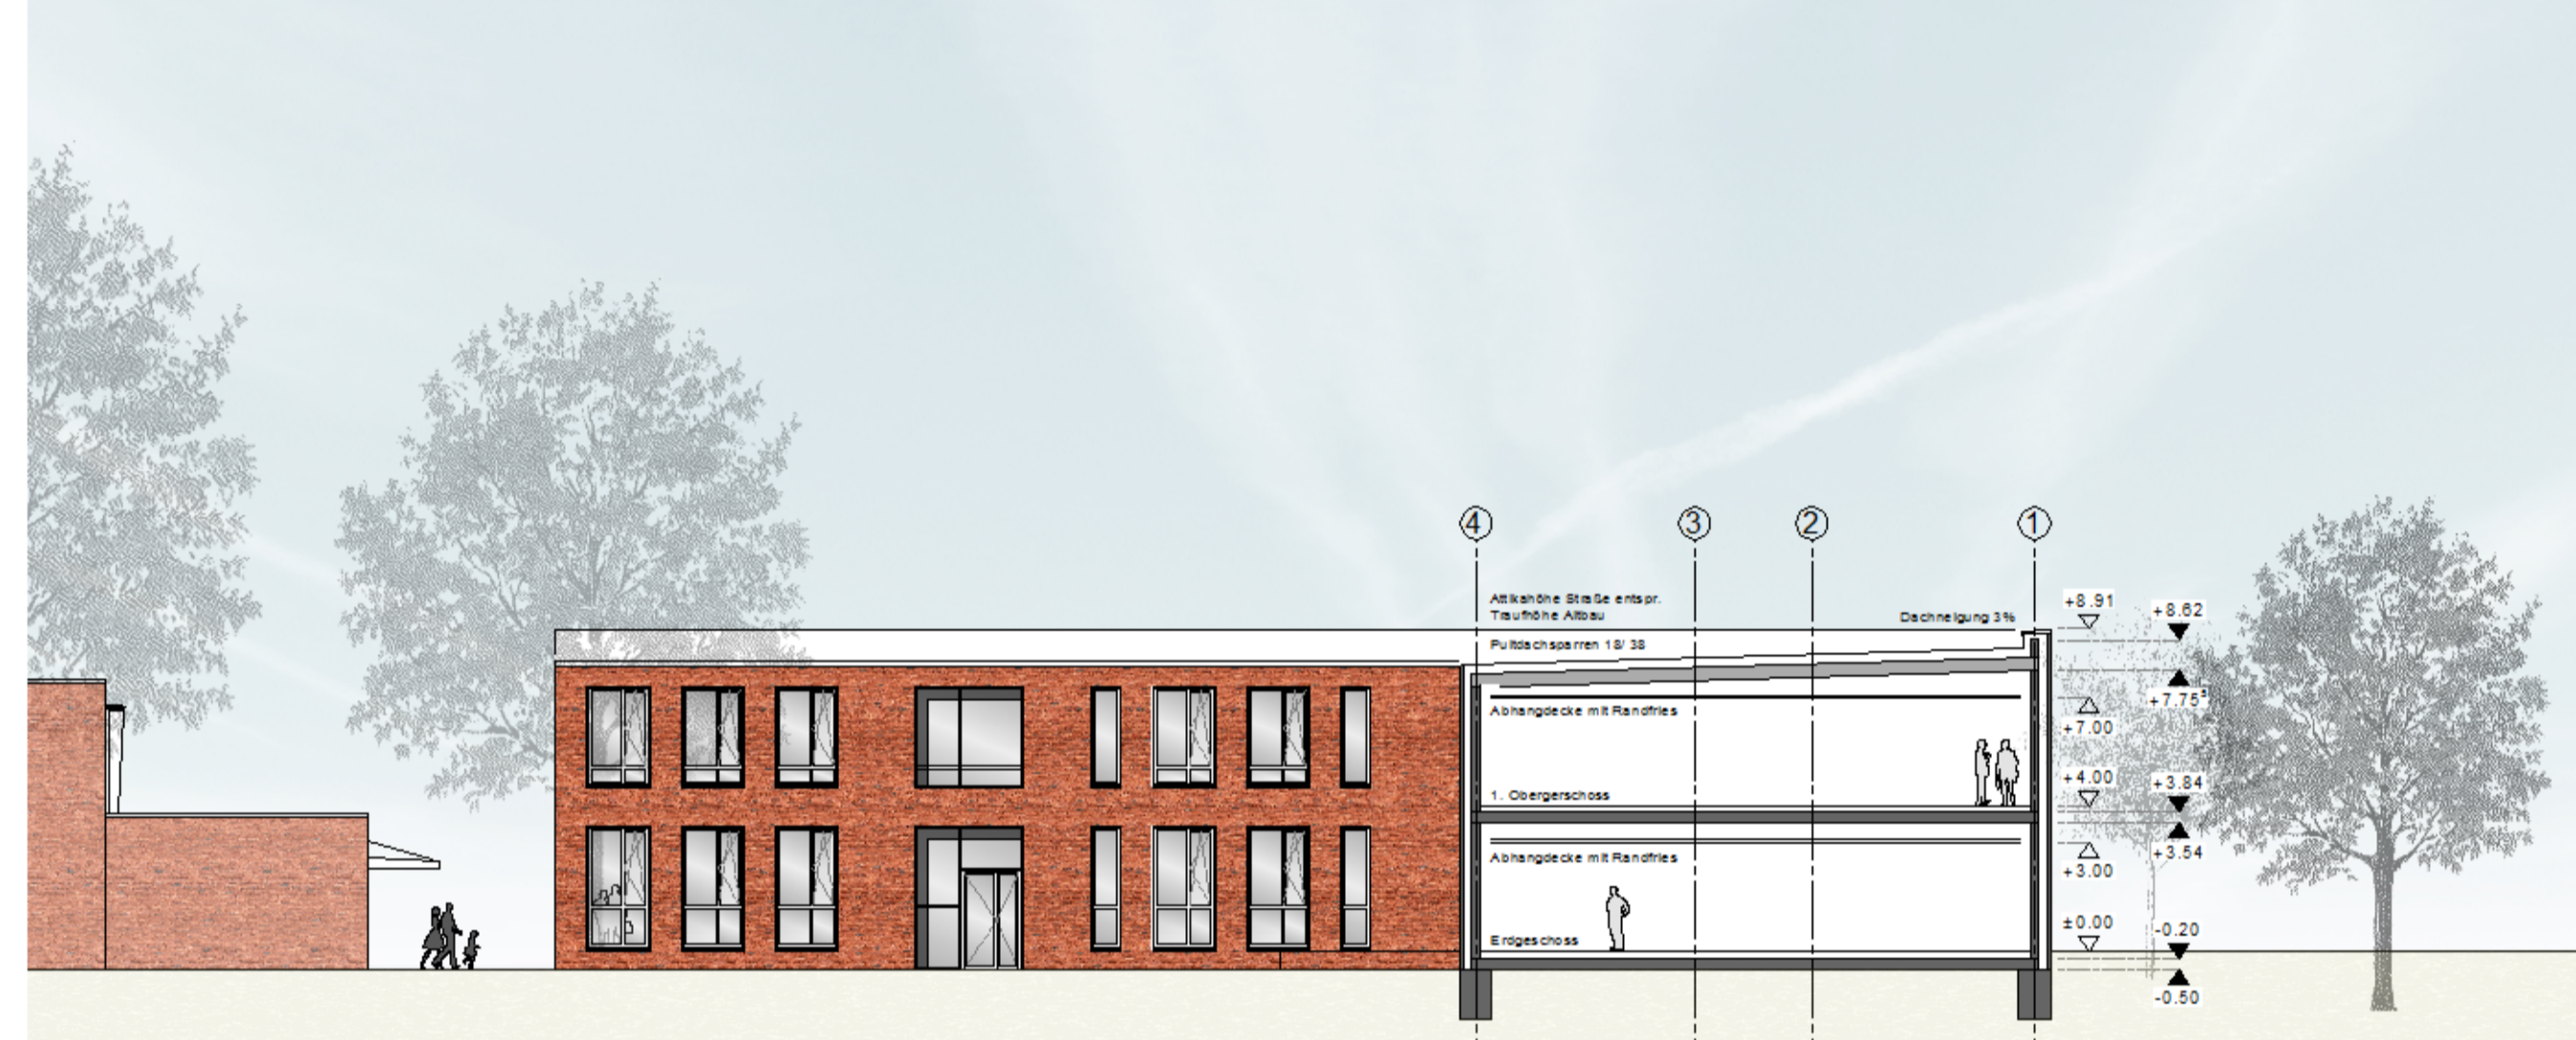 4
3
2
1
Attikahöhe Straße entspr.
Traufhöhe Altbau
Dachneigung 3%
Pultdachsparren 18/ 38
Abhangdecke mit Randfries
1. Obergerschoss
Abhangdecke mit Randfries
Erdgeschoss
+8.91
+8.62
+7.75⁵
+7.00
+4.00
+3.84
+3.54
+3.00
±0.00
-0.20
-0.50